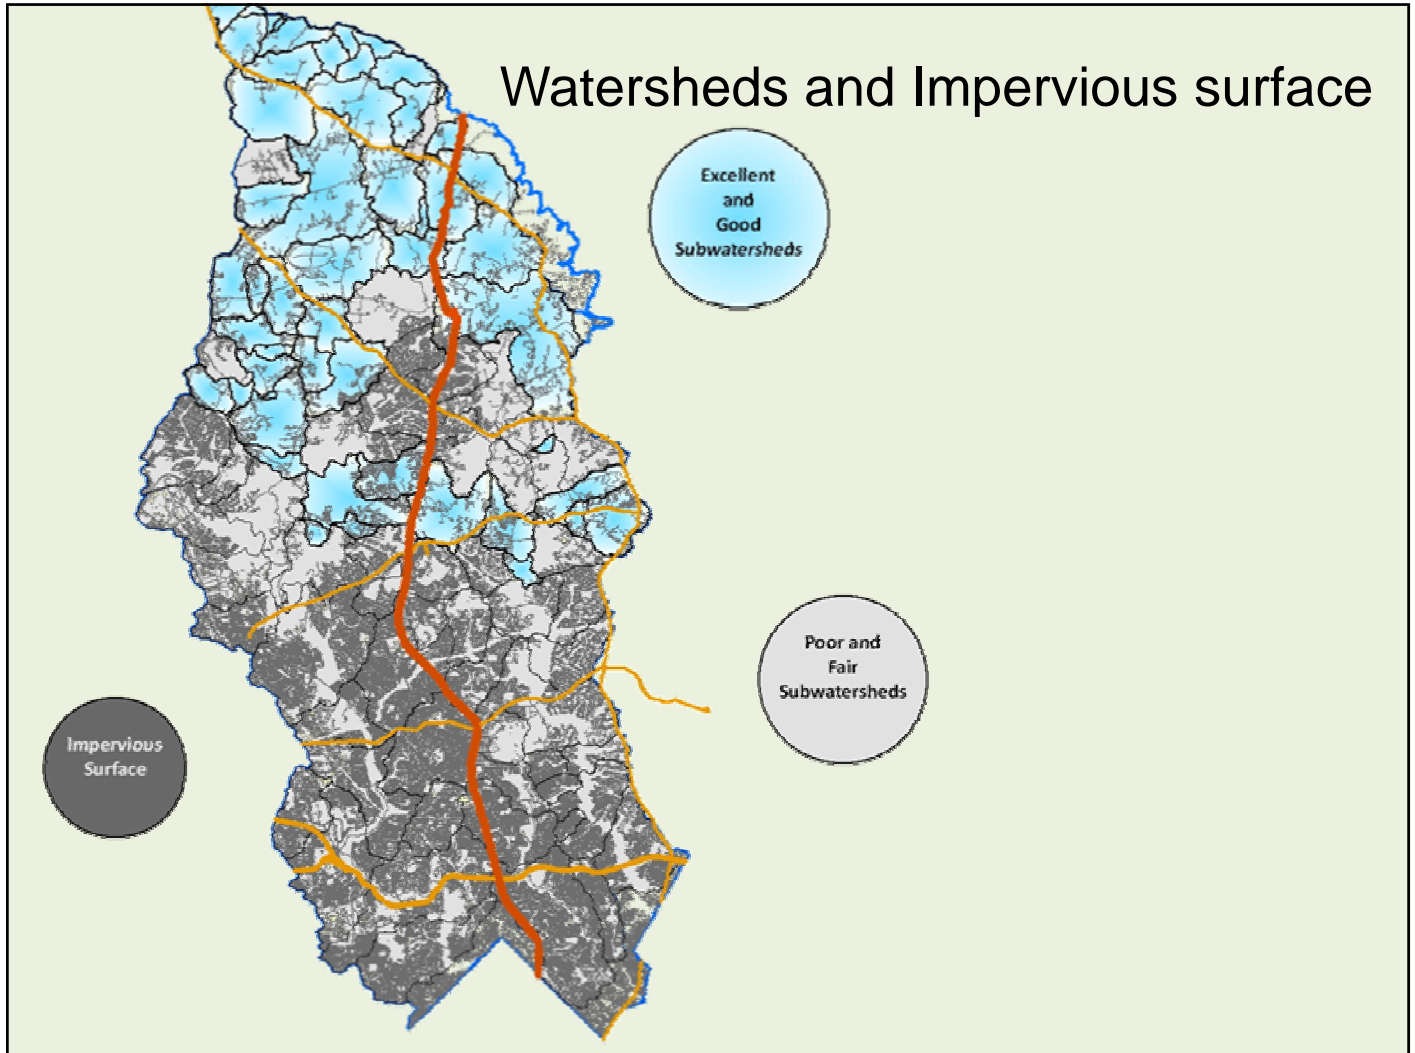 Watersheds and Impervious surface
Excellent
and
Good
Subwatersheds
Poor and
Fair
Subwatersheds
Impervious
Surface